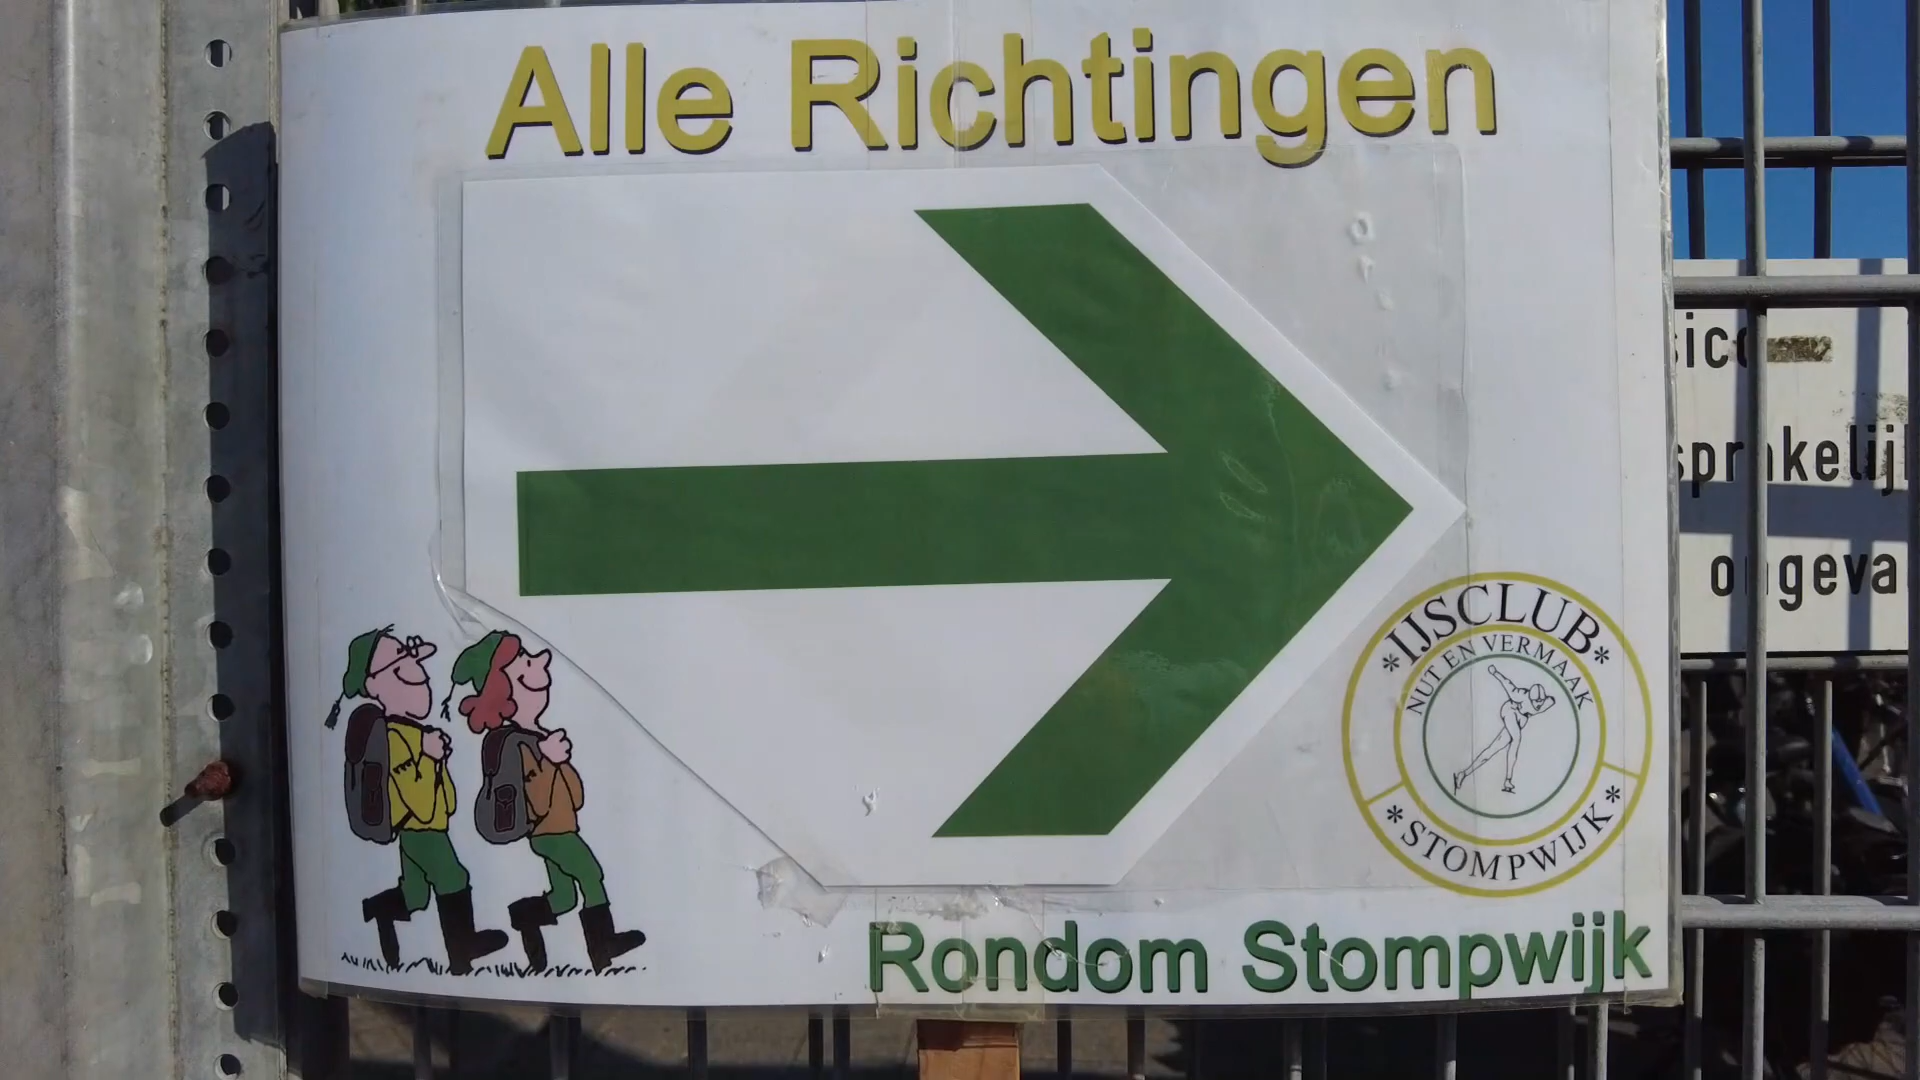 Alle Richtingen
*IJSCLUB*
NUT EN VERMAAK
*STOMPWIJK*
Rondom Stompwijk